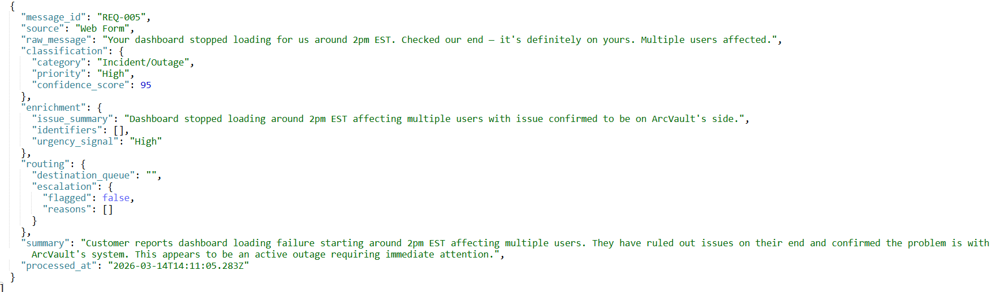 {
"message_id": "REQ-005",
"source": "Web Form",
"raw_message": "Your dashboard stopped loading for us around 2pm EST. Checked our end — it's definitely on yours. Multiple users affected.",
"classification": {
"category": "Incident/Outage",
"priority": "High",
"confidence_score": 95
},
"enrichment": {
"issue_summary": "Dashboard stopped loading around 2pm EST affecting multiple users with issue confirmed to be on ArcVault's side.",
"identifiers": [],
"urgency_signal": "High"
},
"routing": {
"destination_queue": "",
"escalation": {
"flagged": false,
"reasons": []
}
},
"summary": "Customer reports dashboard loading failure starting around 2pm EST affecting multiple users. They have ruled out issues on their end and confirmed the problem is with
ArcVault's system. This appears to be an active outage requiring immediate attention.",
"processed_at": "2026-03-14T14:11:05.283Z"
}
]